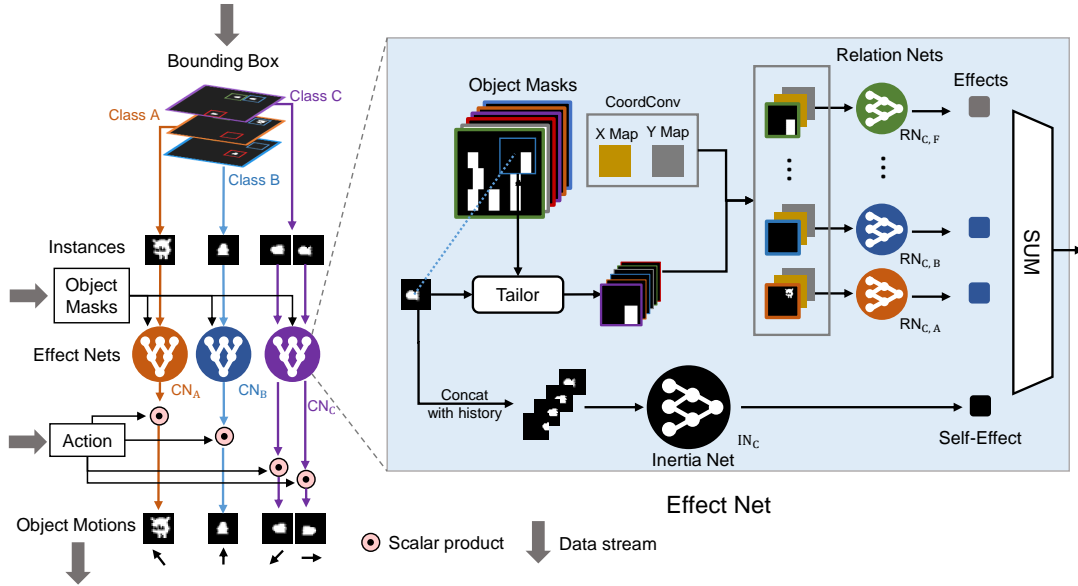 Bounding Box
Class C
Class A
Class B
Instances
Object
Masks
Effect Nets
CN_A
CN_B
CN_C
Action
Object Motions
Object Masks
CoordConv
X Map
Y Map
Tailor
Relation Nets
Effects
RN_C, F
RN_C, B
RN_C, A
SUM
Concat
with history
Inertia Net
IN_C
Self-Effect
Effect Net
Scalar product
Data stream